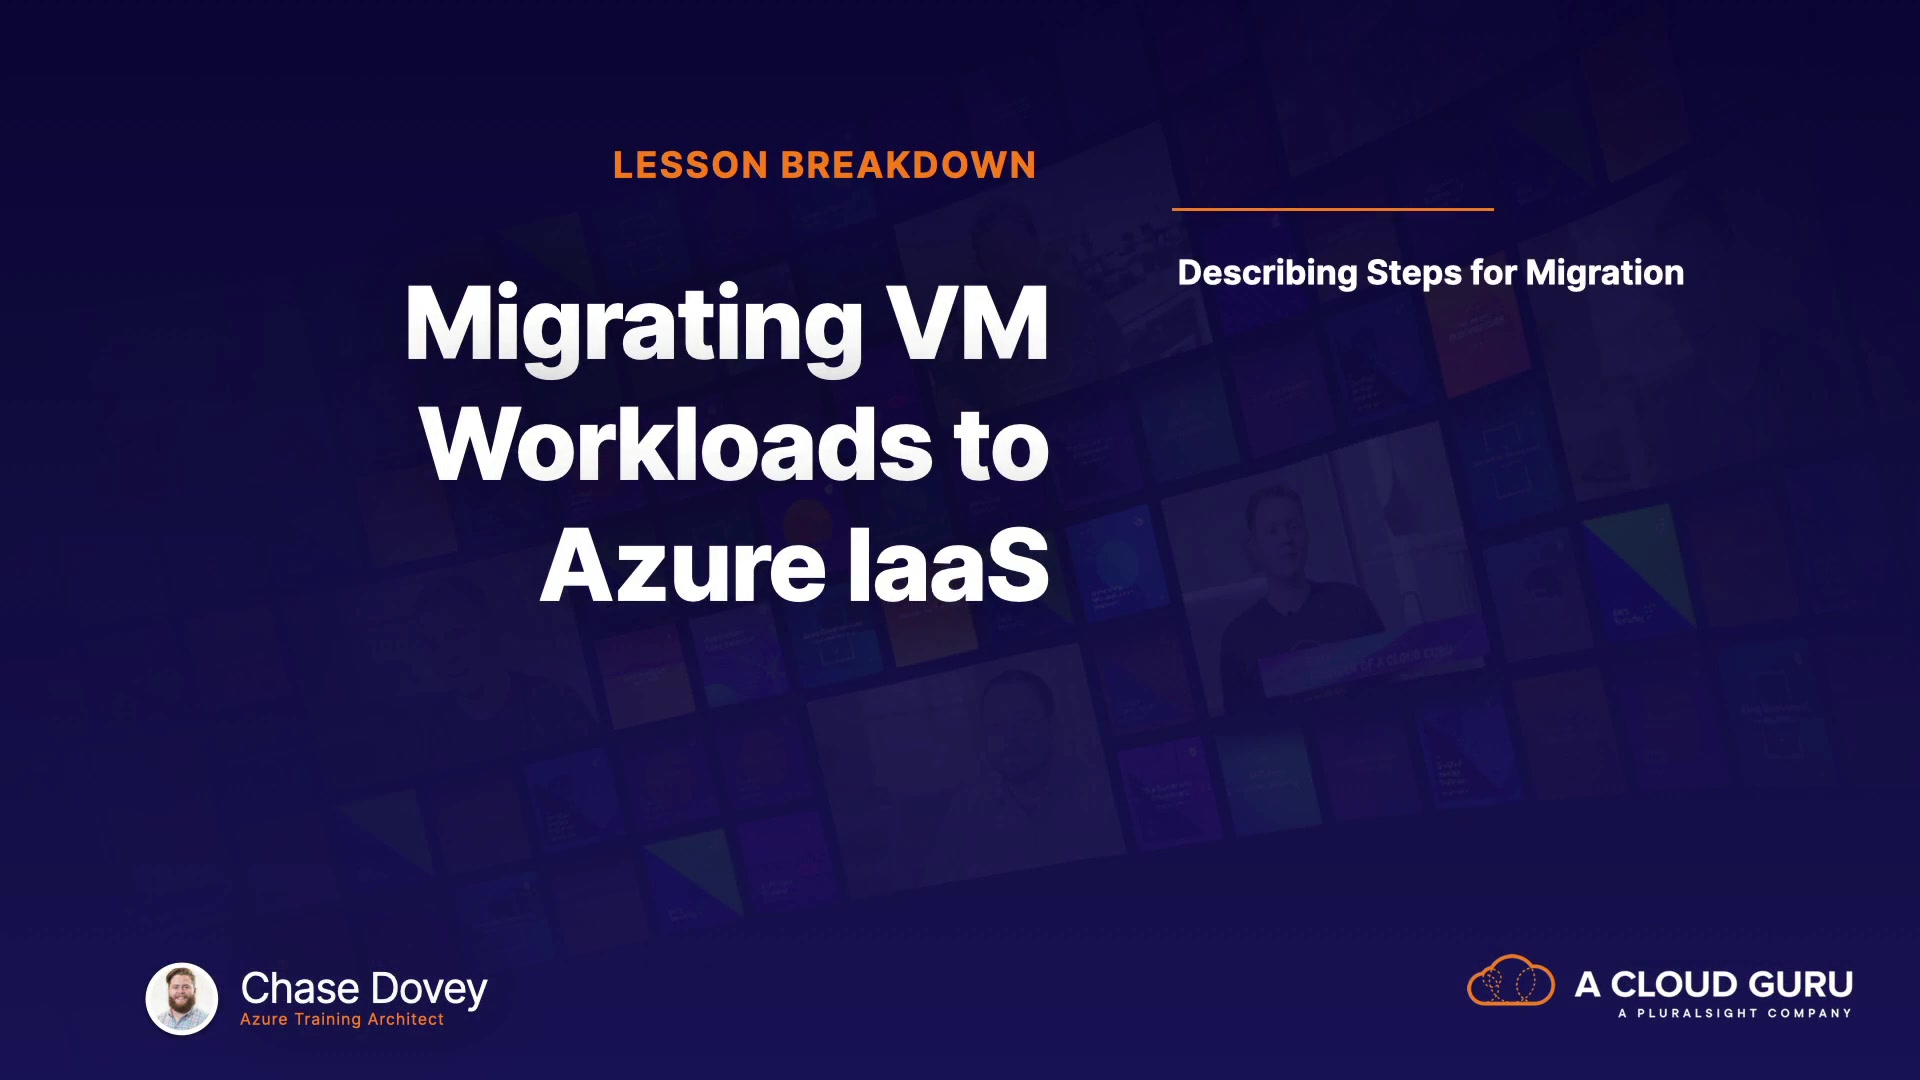 LESSON BREAKDOWN
Migrating VM
Workloads to
Azure IaaS
Describing Steps for Migration
Chase Dovey
Azure Training Architect
A CLOUD GURU
A PLURALSIGHT COMPANY